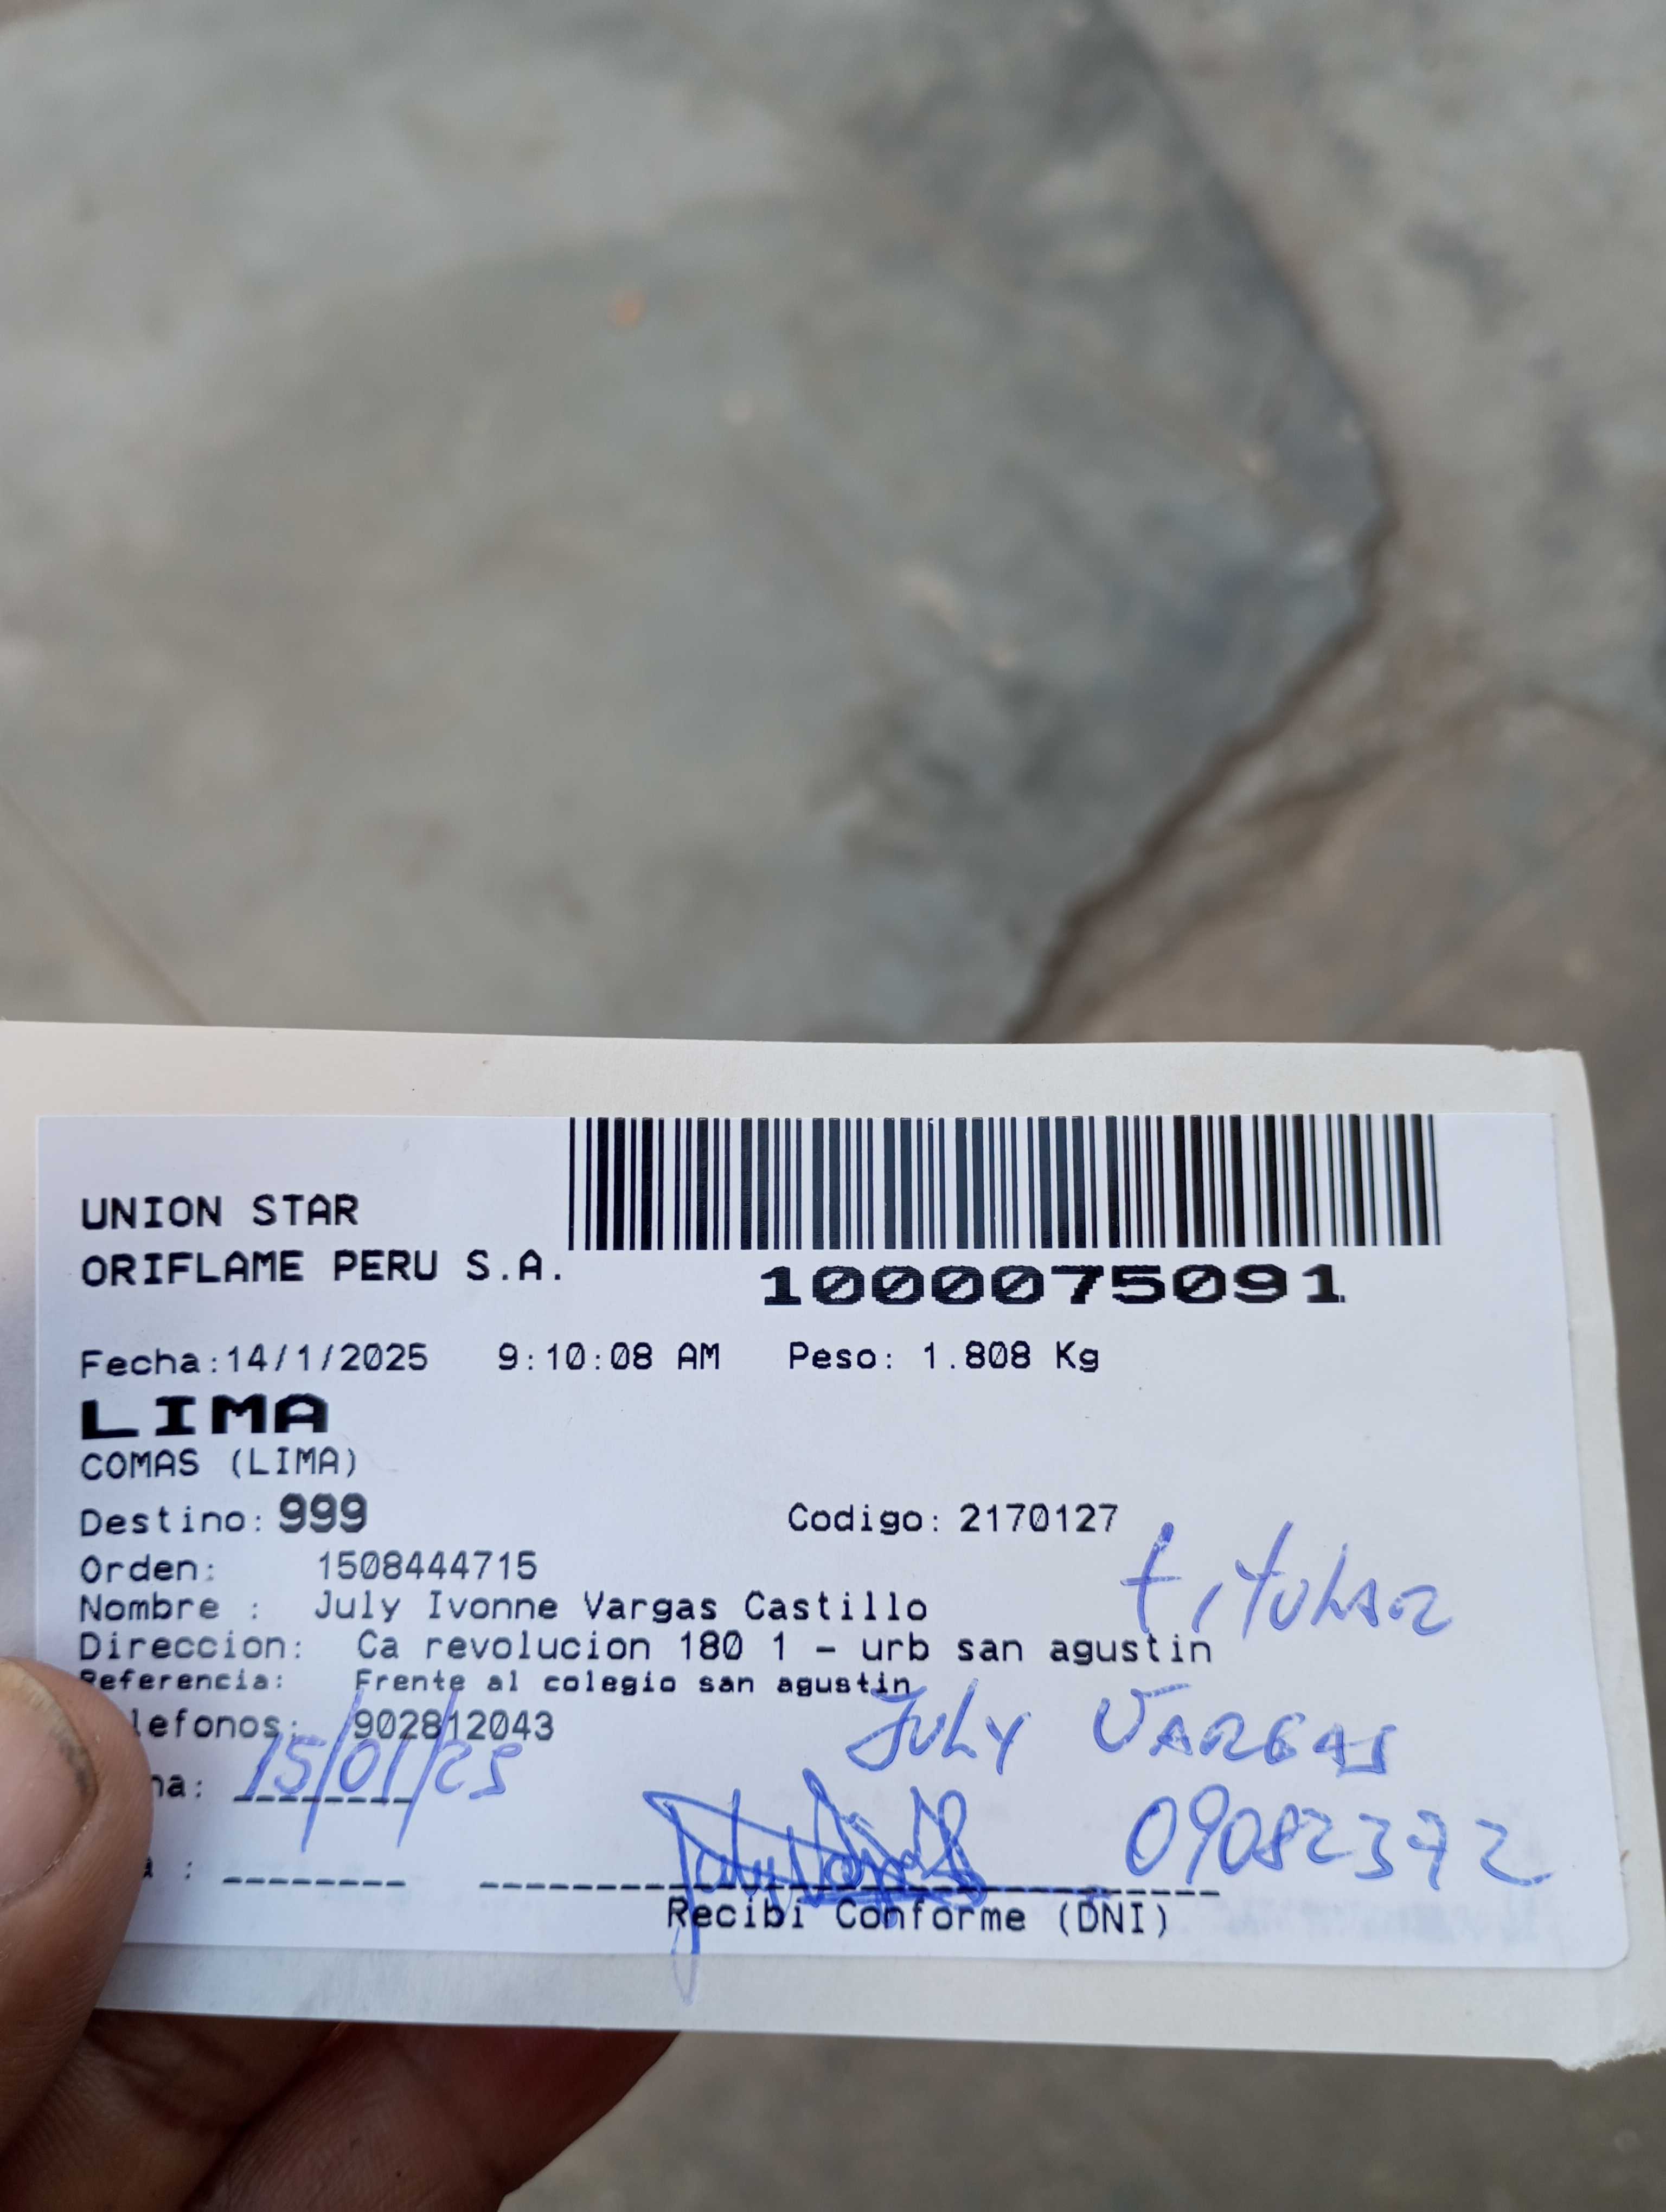 UNION STAR
ORIFLAME PERU S.A.
1000075091
Fecha:14/1/2025 9:10:08 AM Peso: 1.808 Kg
LIMA
COMAS (LIMA)
Destino: 999 Codigo: 2170127
Orden: 1508444715
titular
Nombre : July Ivonne Vargas Castillo
Direccion: Ca revolucion 180 1 - urb san agustin
Referencia: Frente al colegio san agustin
lefonos: 902812043
July VARGAS
ha: 15/01/25
09082372
a :
Recibi Conforme (DNI)